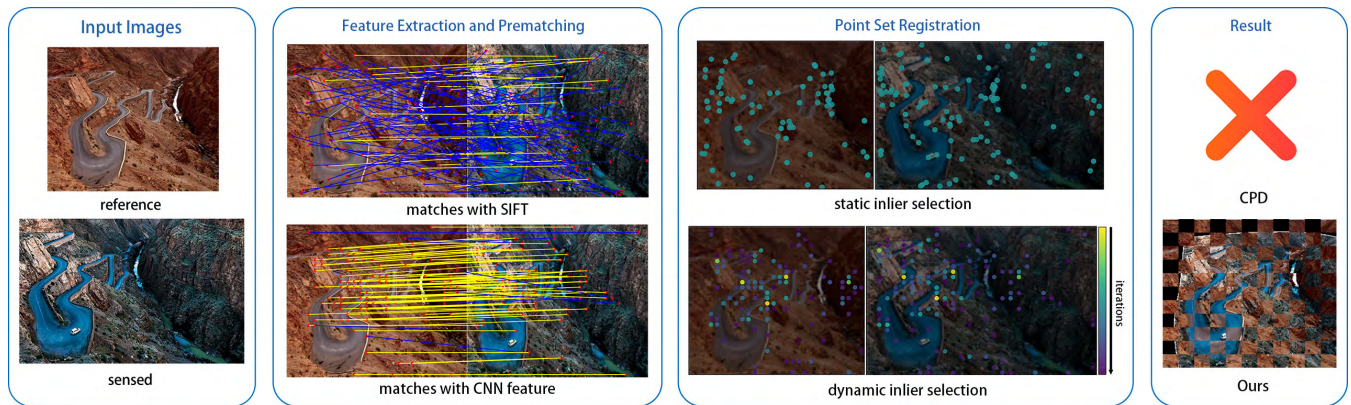 Input Images
reference
sensed
Feature Extraction and Prematching
matches with SIFT
matches with CNN feature
Point Set Registration
static inlier selection
iterations
dynamic inlier selection
Result
CPD
Ours